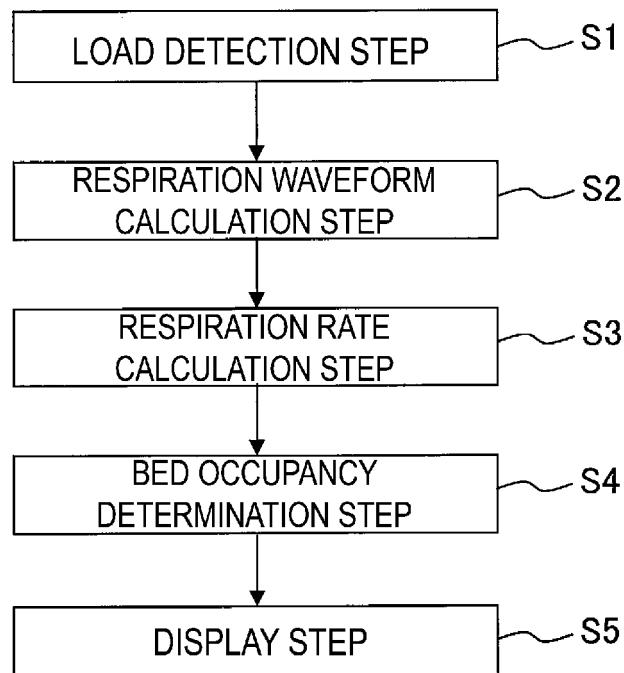 LOAD DETECTION STEP
S1
RESPIRATION WAVEFORM
CALCULATION STEP
S2
RESPIRATION RATE
CALCULATION STEP
S3
BED OCCUPANCY
DETERMINATION STEP
S4
DISPLAY STEP
S5